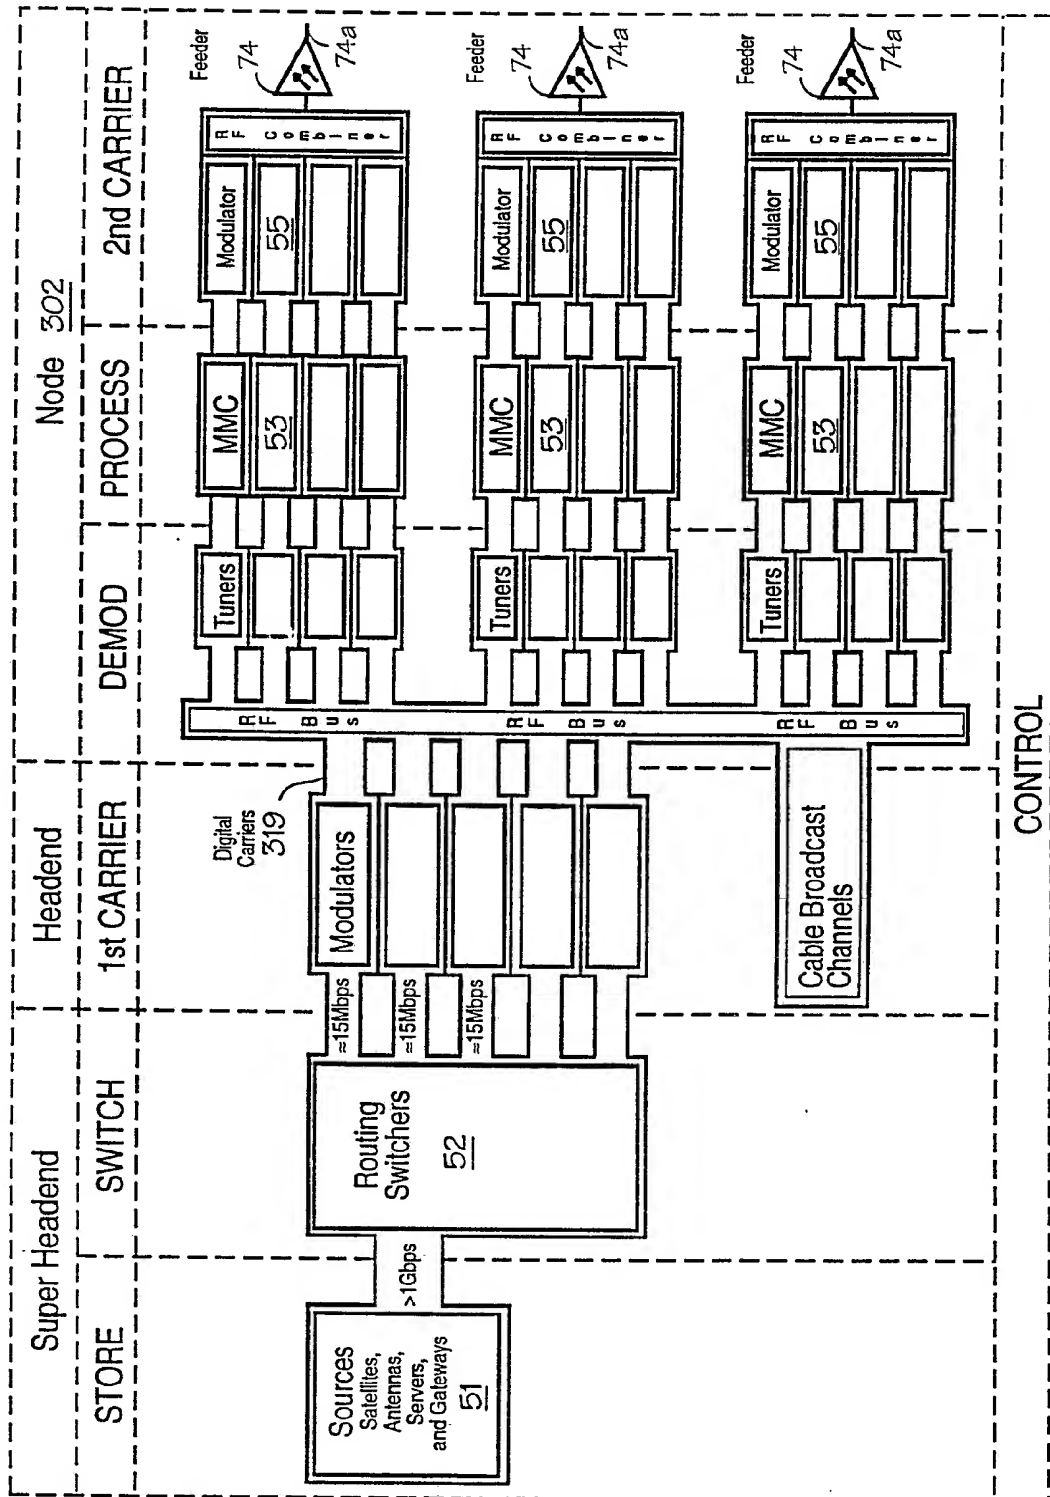 Super Headend
Headend
Node 302
STORE
SWITCH
1st CARRIER
DEMOD
PROCESS
2nd CARRIER
Sources
Satellites,
Antennas,
Servers,
and Gateways
51
>1Gbps
Routing
Switchers
52
≈15Mbps
≈15Mbps
≈15Mbps
Digital
Carriers
319
Modulators
Cable Broadcast
Channels
RF Bus
RF Bus
RF Bus
Tuners
MMC
53
Modulator
55
RF Combiner
Feeder
74
74a
Tuners
MMC
53
Modulator
55
RF Combiner
Feeder
74
74a
Tuners
MMC
53
Modulator
55
RF Combiner
Feeder
74
74a
CONTROL